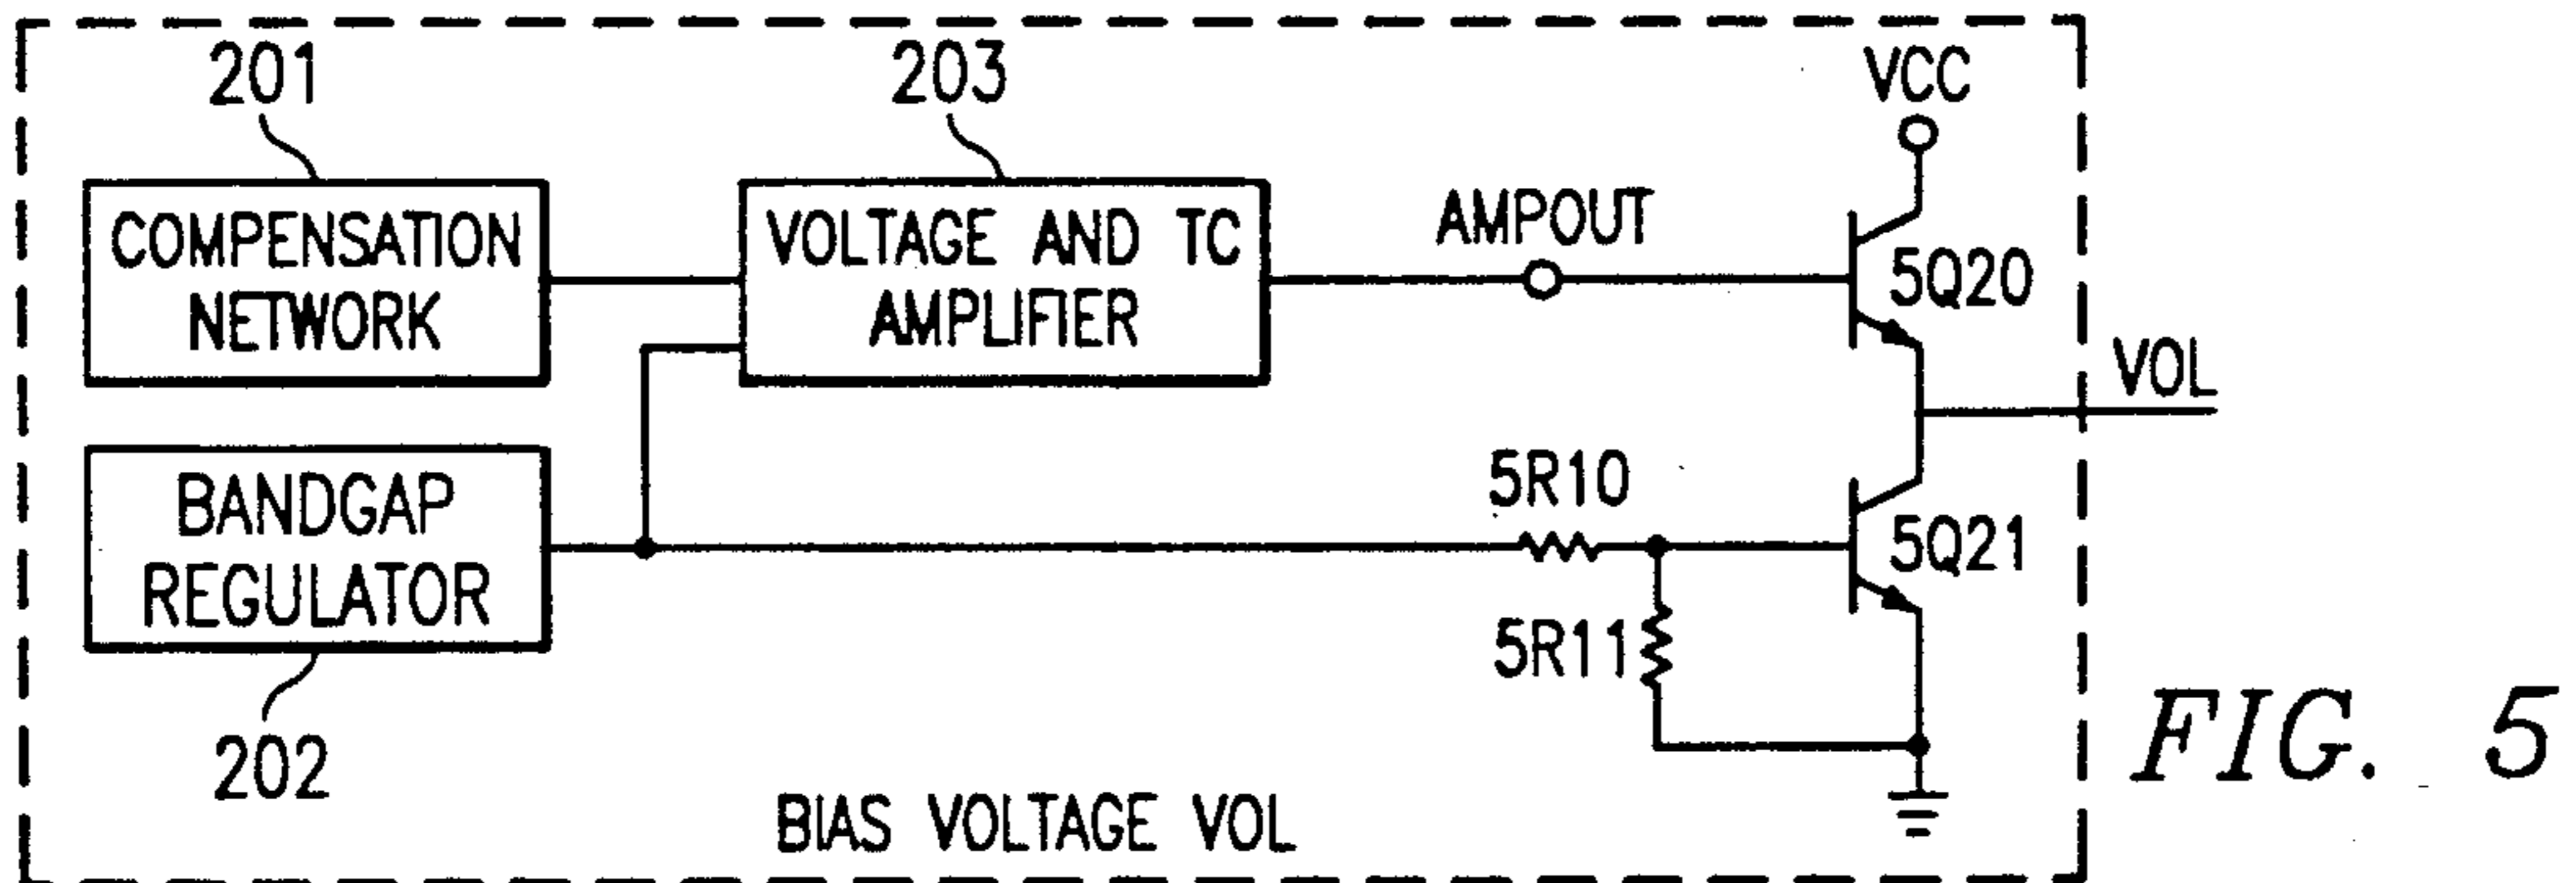 201
203
VCC
COMPENSATION
NETWORK
VOLTAGE AND TC
AMPLIFIER
AMPOUT
5Q20
VOL
BANDGAP
REGULATOR
5R10
5Q21
5R11
202
BIAS VOLTAGE VOL
FIG. 5